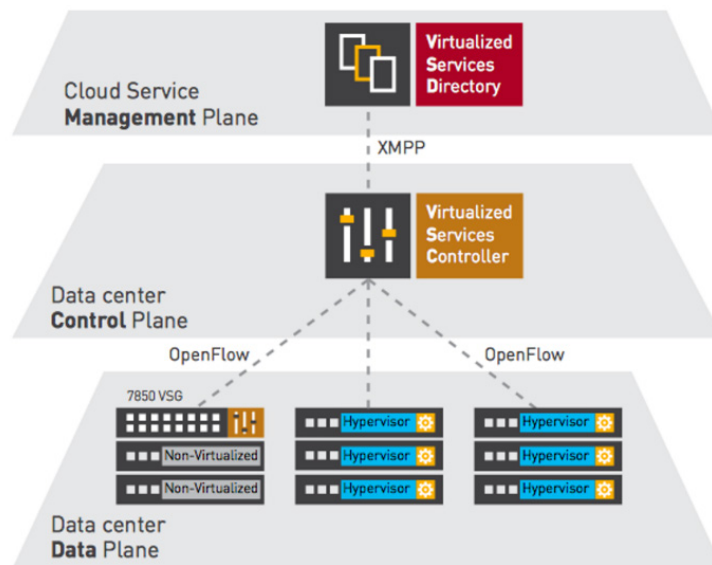 Cloud Service
Management Plane
Virtualized
Services
Directory
XMPP
Virtualized
Services
Controller
Data center
Control Plane
OpenFlow
OpenFlow
7850 VSG
Non-Virtualized
Non-Virtualized
Hypervisor
Hypervisor
Hypervisor
Hypervisor
Hypervisor
Hypervisor
Data center
Data Plane